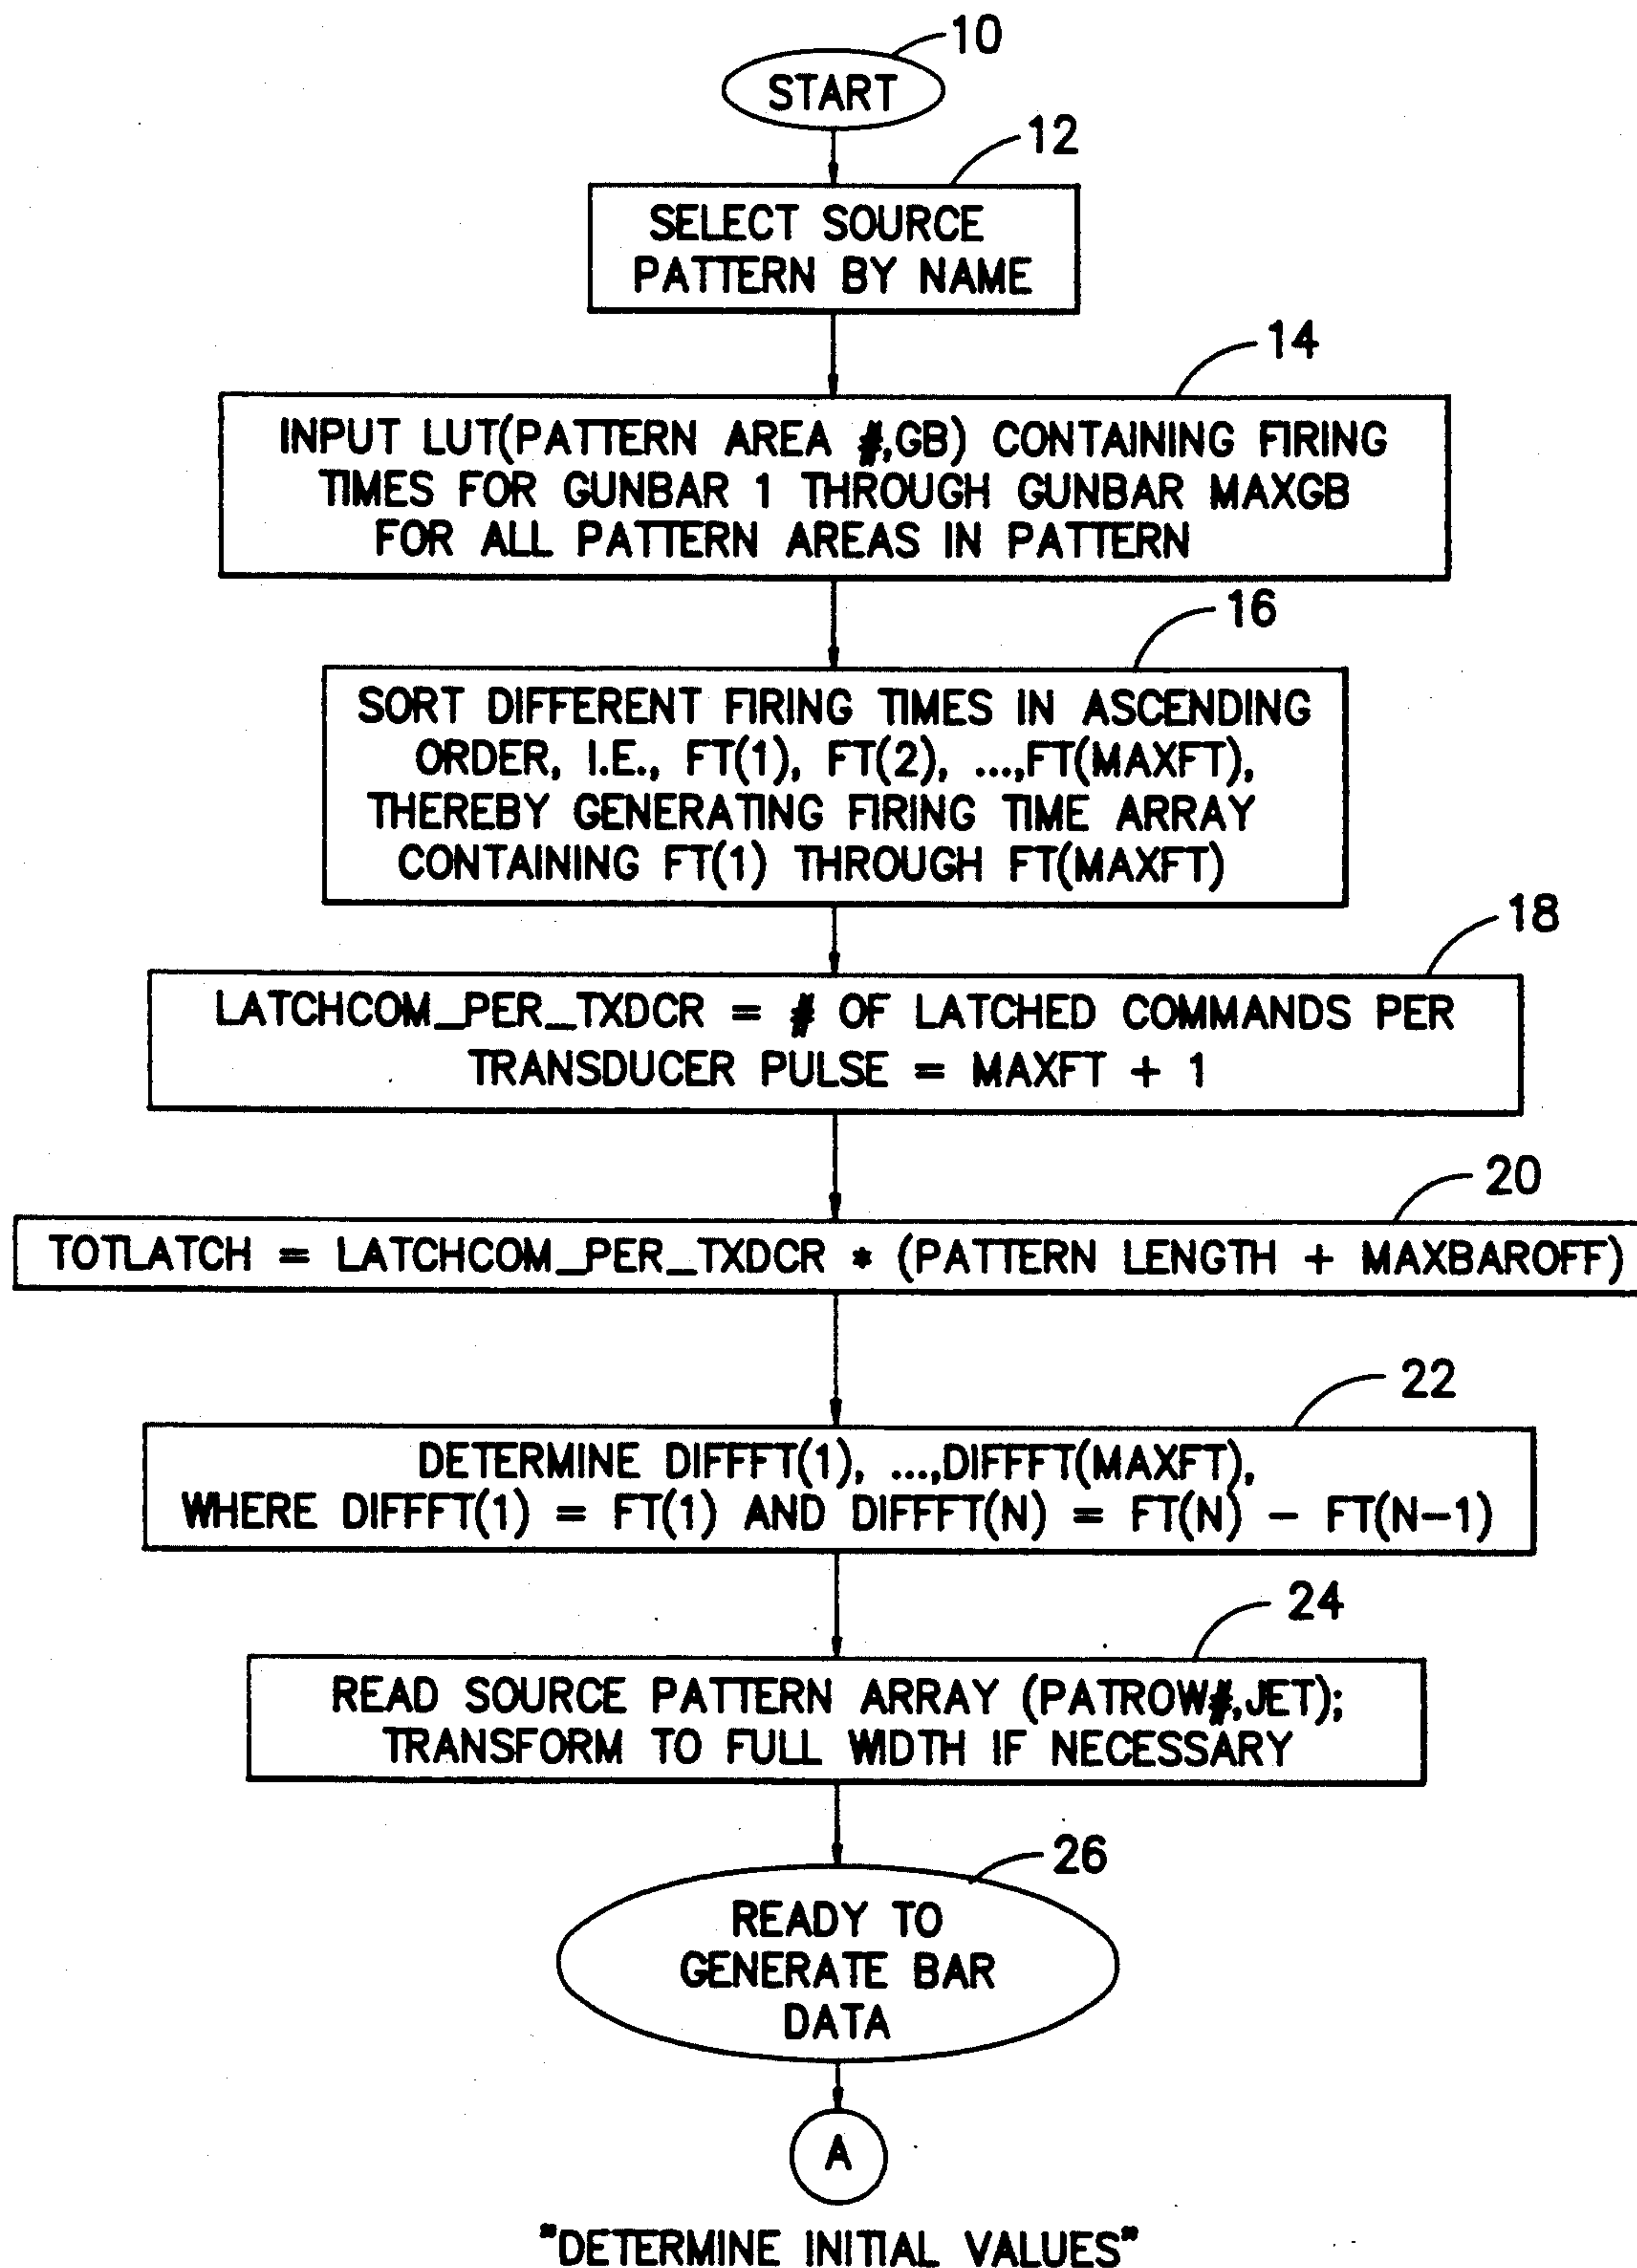 10
START
12
SELECT SOURCE
PATTERN BY NAME
14
INPUT LUT(PATTERN AREA #,GB) CONTAINING FIRING
TIMES FOR GUNBAR 1 THROUGH GUNBAR MAXGB
FOR ALL PATTERN AREAS IN PATTERN
16
SORT DIFFERENT FIRING TIMES IN ASCENDING
ORDER, I.E., FT(1), FT(2), ...,FT(MAXFT),
THEREBY GENERATING FIRING TIME ARRAY
CONTAINING FT(1) THROUGH FT(MAXFT)
18
LATCHCOM_PER_TXDCR = # OF LATCHED COMMANDS PER
TRANSDUCER PULSE = MAXFT + 1
20
TOTLATCH = LATCHCOM_PER_TXDCR * (PATTERN LENGTH + MAXBAROFF)
22
DETERMINE DIFFFT(1), ...,DIFFFT(MAXFT),
WHERE DIFFFT(1) = FT(1) AND DIFFFT(N) = FT(N) - FT(N-1)
24
READ SOURCE PATTERN ARRAY (PATROW#,JET);
TRANSFORM TO FULL WIDTH IF NECESSARY
26
READY TO
GENERATE BAR
DATA
A
"DETERMINE INITIAL VALUES"